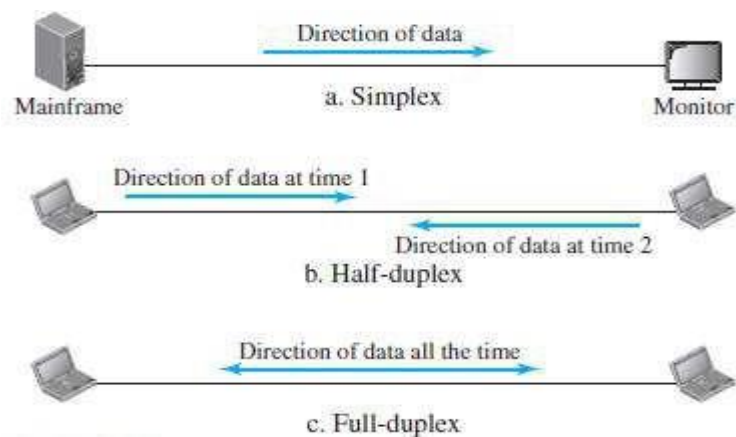 Direction of data
Mainframe
a. Simplex
Monitor
Direction of data at time 1
Direction of data at time 2
b. Half-duplex
Direction of data all the time
c. Full-duplex